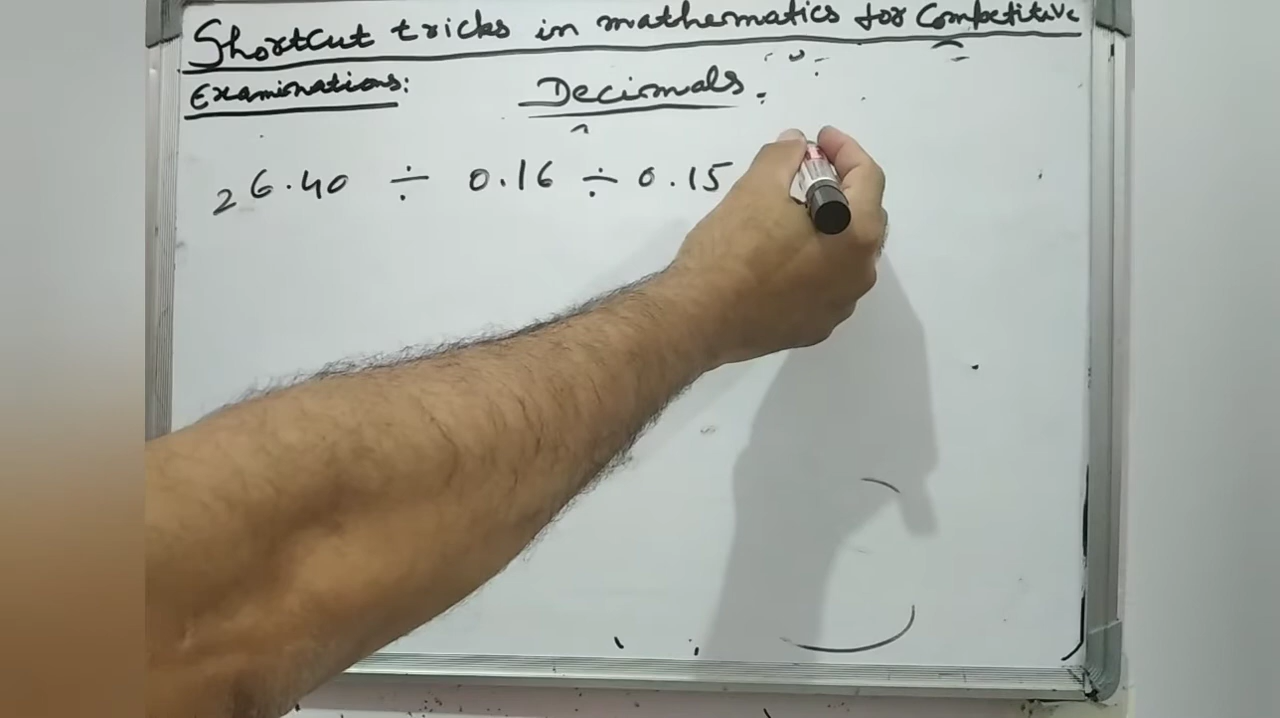 Shortcut tricks in mathematics for Competitive
Examinations:
Decimals.
26.40 ÷ 0.16 ÷ 0.15